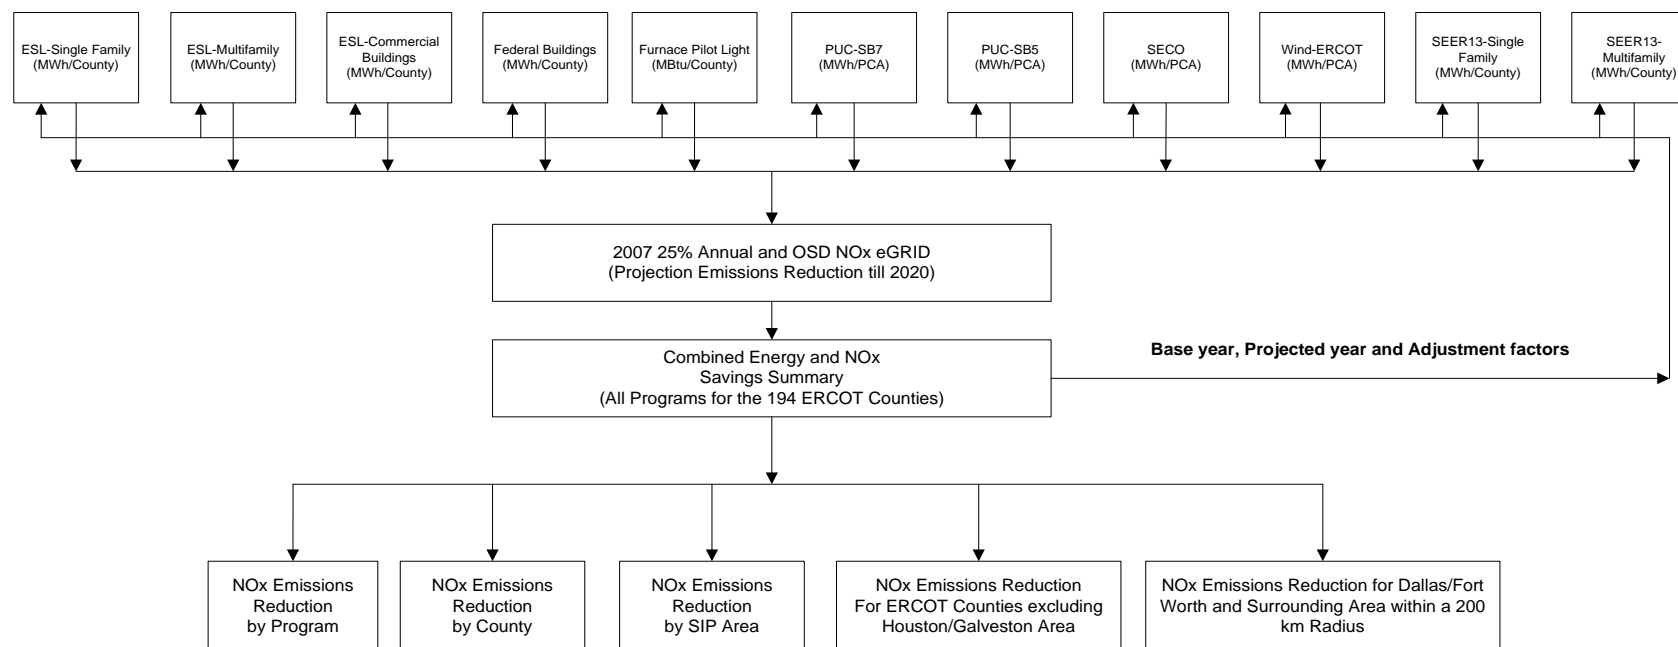 ESL-Single Family
(MWh/County)
ESL-Multifamily
(MWh/County)
ESL-Commercial
Buildings
(MWh/County)
Federal Buildings
(MWh/County)
Furnace Pilot Light
(MBtu/County)
PUC-SB7
(MWh/PCA)
PUC-SB5
(MWh/PCA)
SECO
(MWh/PCA)
Wind-ERCOT
(MWh/PCA)
SEER13-Single
Family
(MWh/County)
SEER13-
Multifamily
(MWh/County)
2007 25% Annual and OSD NOx eGRID
(Projection Emissions Reduction till 2020)
Combined Energy and NOx
Savings Summary
(All Programs for the 194 ERCOT Counties)
Base year, Projected year and Adjustment factors
NOx Emissions
Reduction
by Program
NOx Emissions
Reduction
by County
NOx Emissions
Reduction
by SIP Area
NOx Emissions Reduction
For ERCOT Counties excluding
Houston/Galveston Area
NOx Emissions Reduction for Dallas/Fort
Worth and Surrounding Area within a 200
km Radius